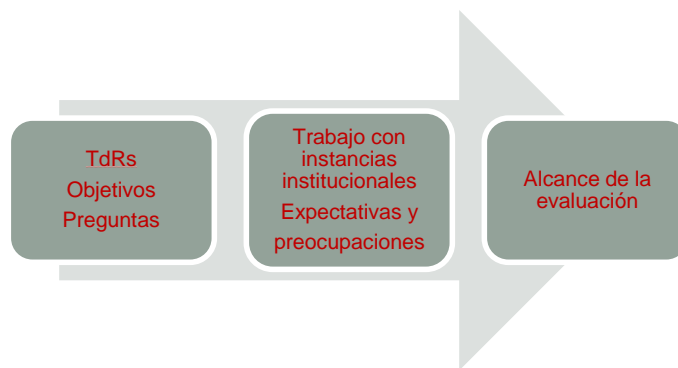 TdRs
Objetivos
Preguntas
Trabajo con
instancias
institucionales
Expectativas y
preocupaciones
Alcance de la
evaluación